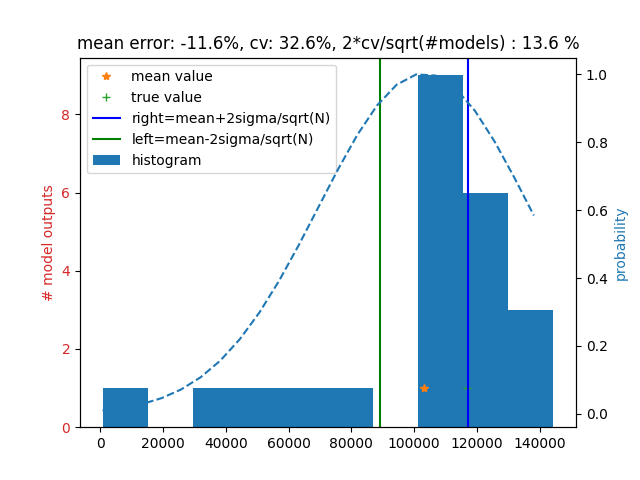 mean error: -11.6%, cv: 32.6%, 2*cv/sqrt(#models) : 13.6 %
mean value
true value
right=mean+2sigma/sqrt(N)
left=mean-2sigma/sqrt(N)
histogram
# model outputs
0
2
4
6
8
probability
0.0
0.2
0.4
0.6
0.8
1.0
0
20000
40000
60000
80000
100000
120000
140000